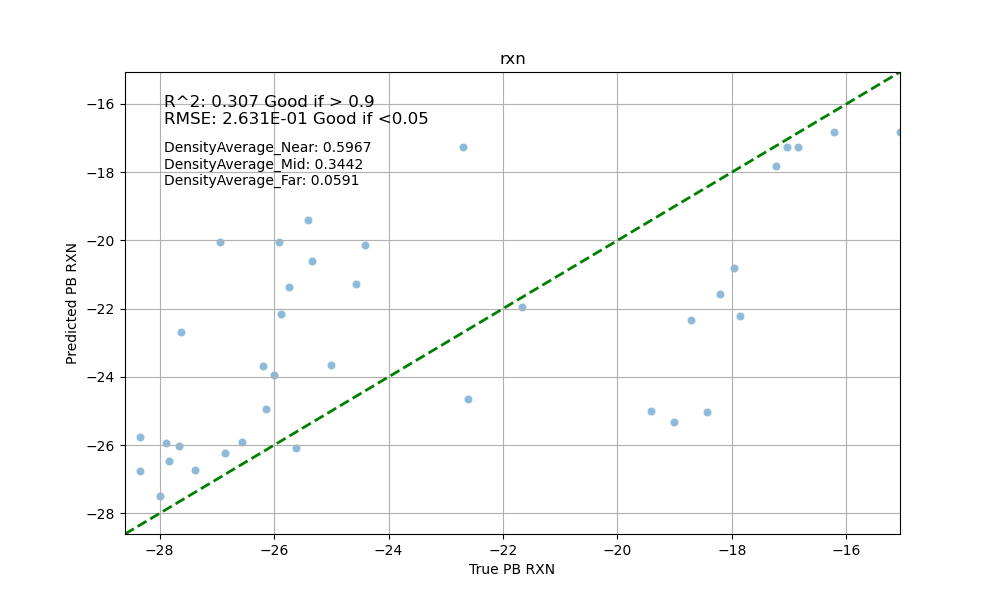 rxn
R^2: 0.307 Good if > 0.9
RMSE: 2.631E-01 Good if <0.05
DensityAverage_Near: 0.5967
DensityAverage_Mid: 0.3442
DensityAverage_Far: 0.0591
Predicted PB RXN
−16
−18
−20
−22
−24
−26
−28
−28
−26
−24
−22
−20
−18
−16
True PB RXN